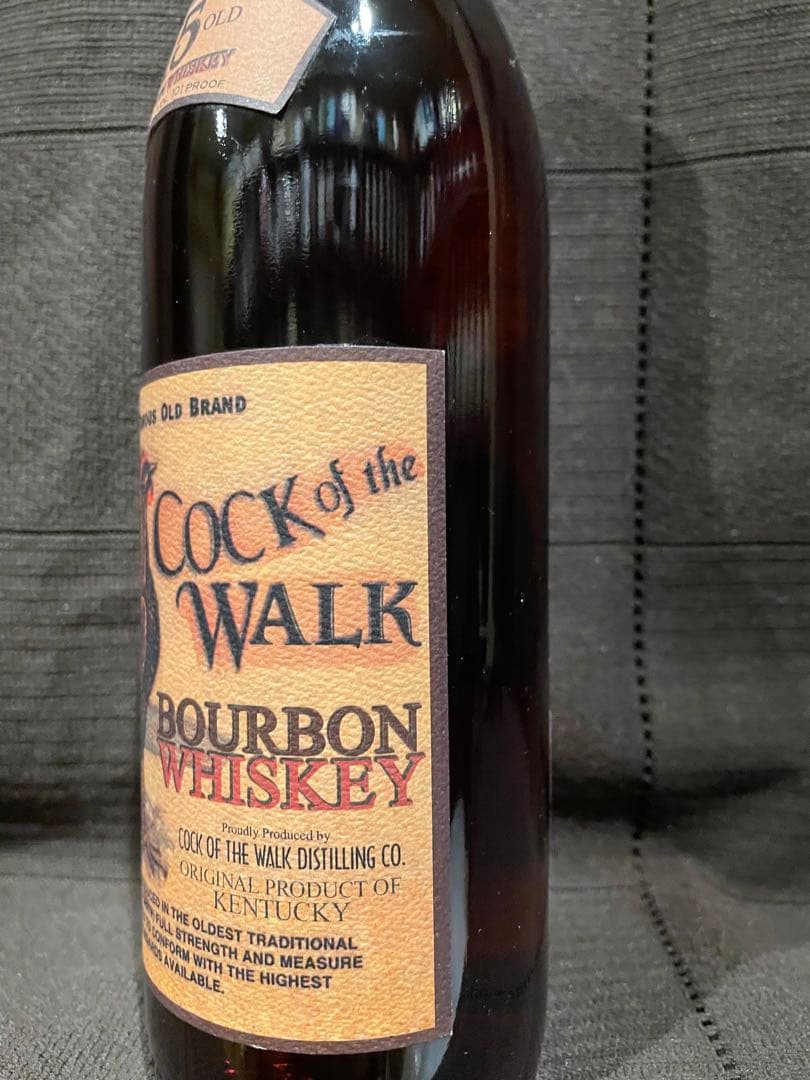 OLD
WHISKEY
101 PROOF
OLD BRAND
COCK of the
WALK
BOURBON
WHISKEY
Proudly Produced by
COCK OF THE WALK DISTILLING CO.
ORIGINAL PRODUCT OF
KENTUCKY
IN THE OLDEST TRADITIONAL
FULL STRENGTH AND MEASURE
CONFORM WITH THE HIGHEST
AVAILABLE.